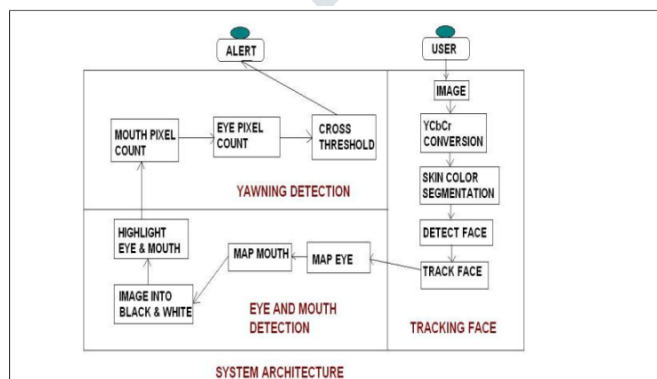 ALERT
USER
IMAGE
YCbCr
CONVERSION
SKIN COLOR
SEGMENTATION
DETECT FACE
TRACK FACE
TRACKING FACE
MOUTH PIXEL
COUNT
EYE PIXEL
COUNT
CROSS
THRESHOLD
YAWNING DETECTION
HIGHLIGHT
EYE & MOUTH
MAP MOUTH
MAP EYE
IMAGE INTO
BLACK & WHITE
EYE AND MOUTH
DETECTION
SYSTEM ARCHITECTURE